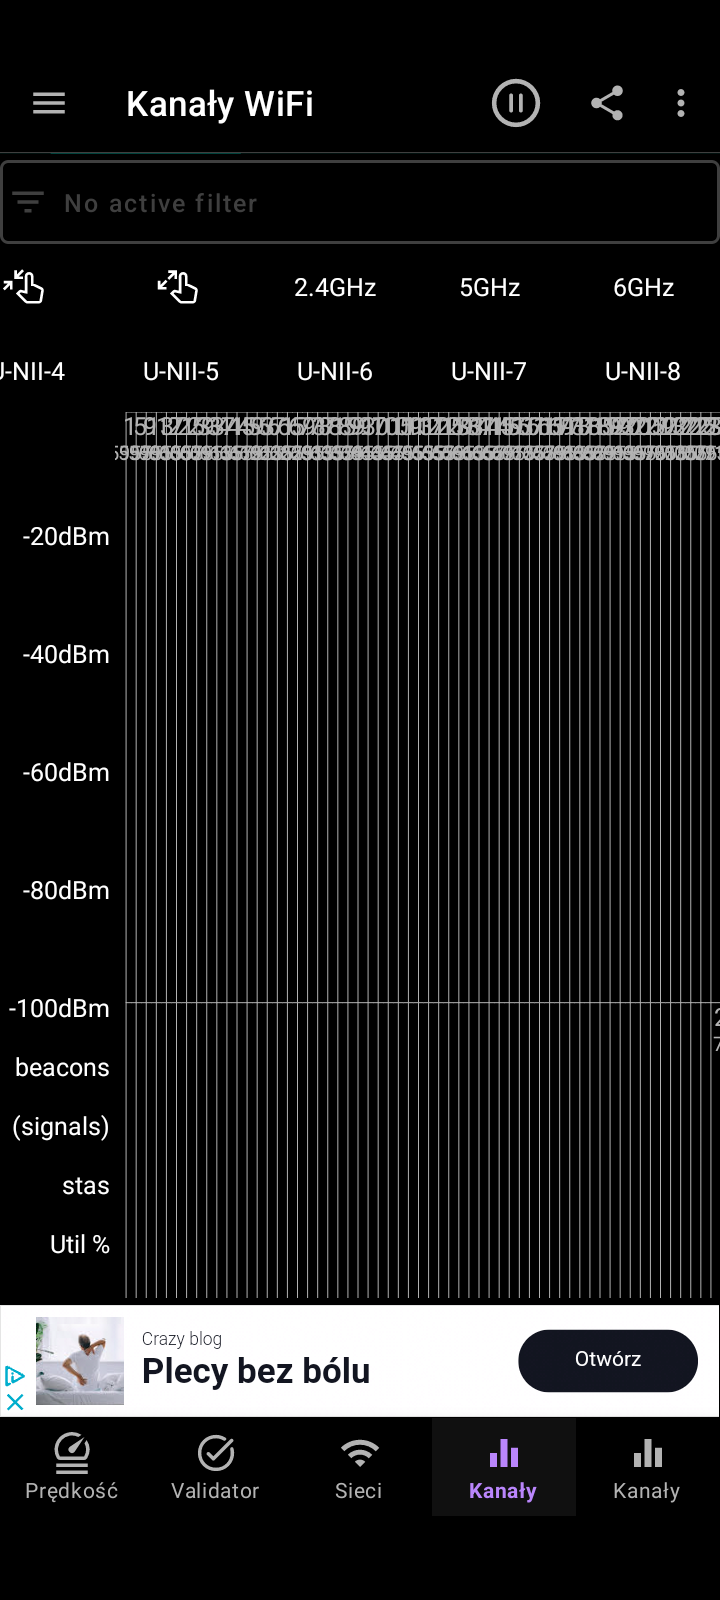 Kanały WiFi
No active filter
2.4GHz 5GHz 6GHz
U-NII-4 U-NII-5 U-NII-6 U-NII-7 U-NII-8
-20dBm
-40dBm
-60dBm
-80dBm
-100dBm
beacons
(signals)
stas
Util %
Crazy blog
Plecy bez bólu
Otwórz
Prędkość Validator Sieci Kanały Kanały